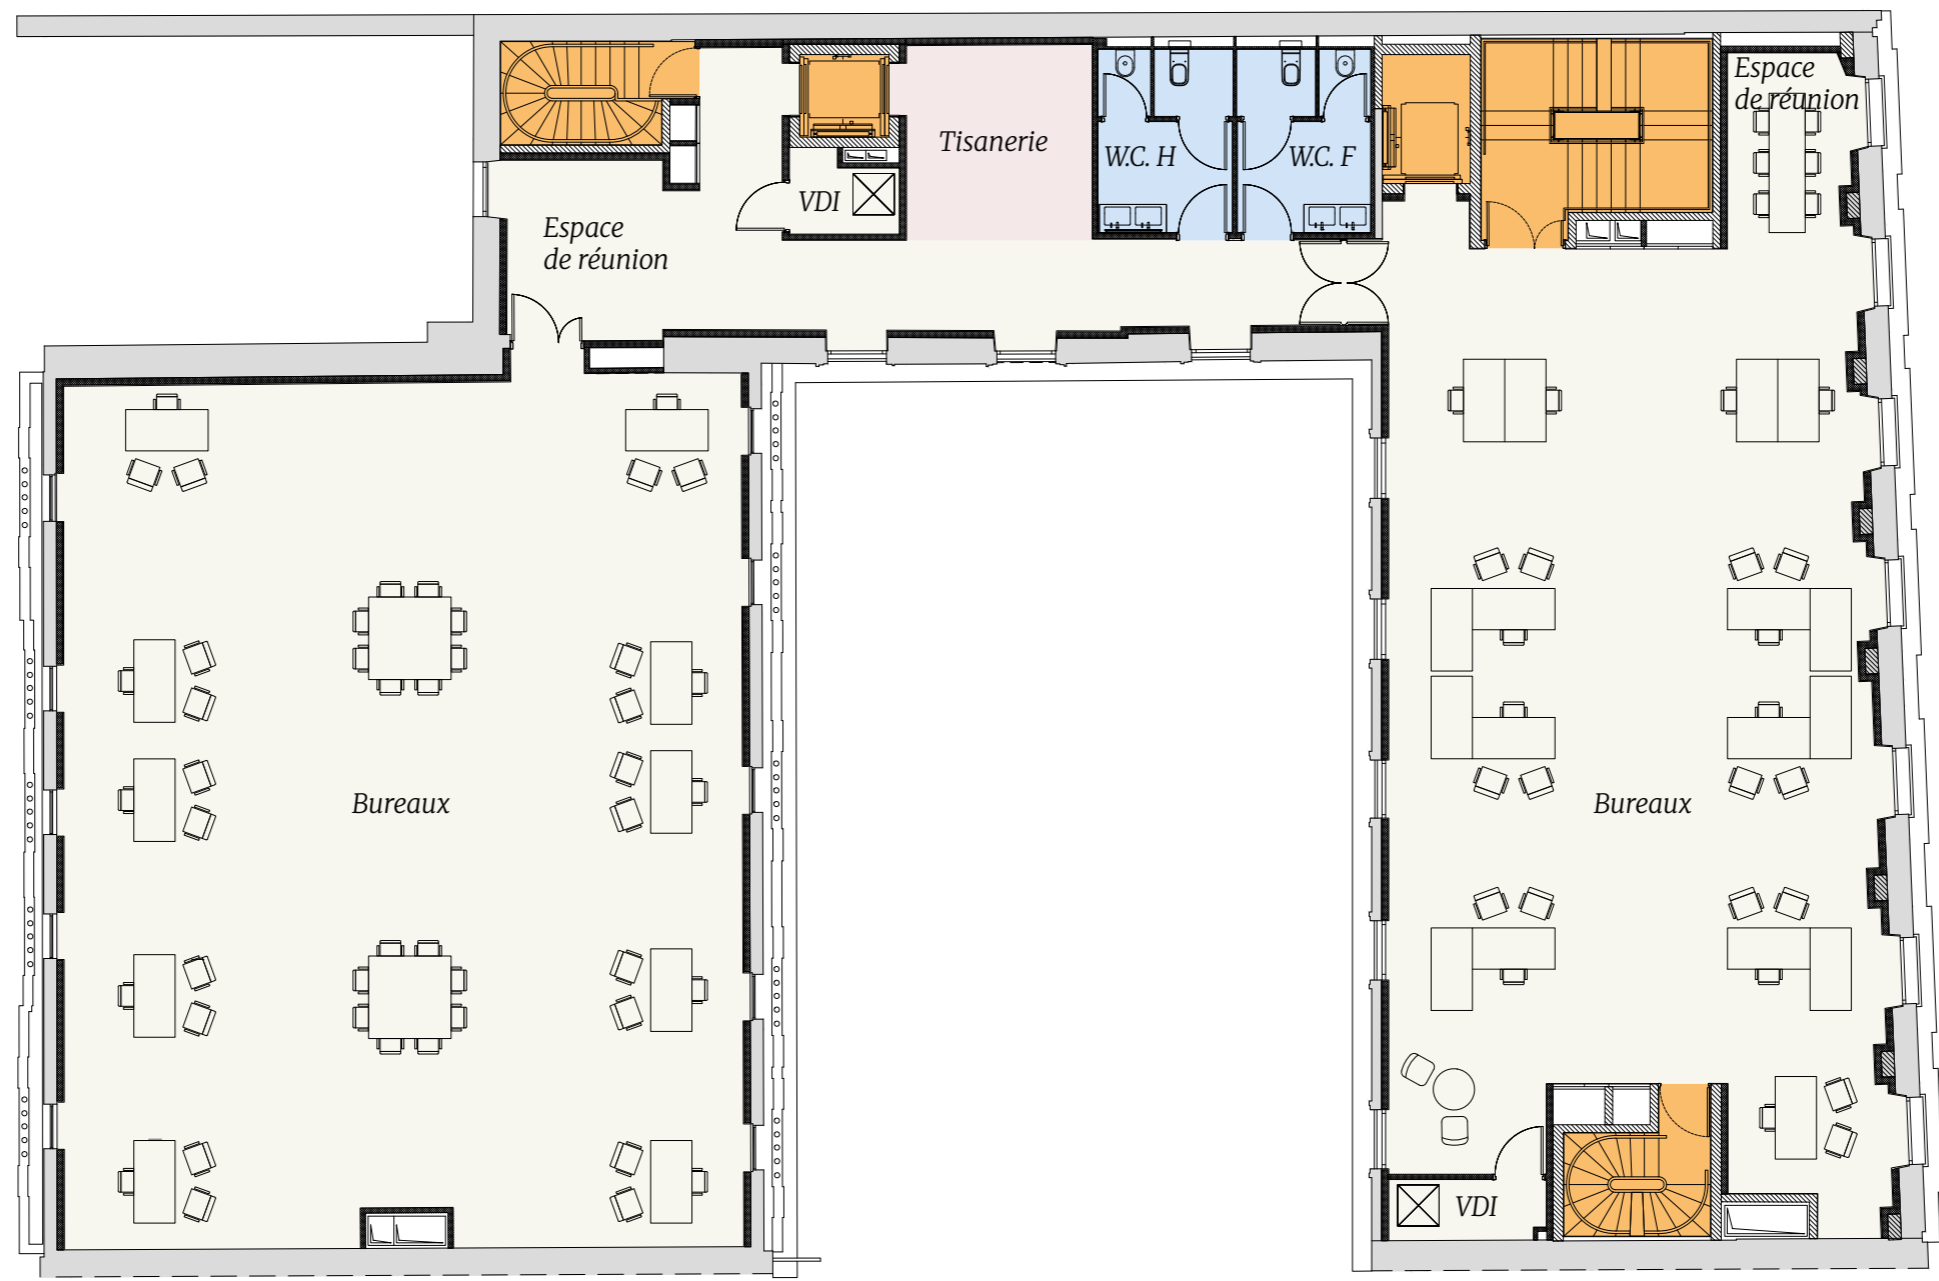 Espace
de réunion
Tisanerie
W.C. H
W.C. F
VDI
Espace
de réunion
Bureaux
Bureaux
VDI